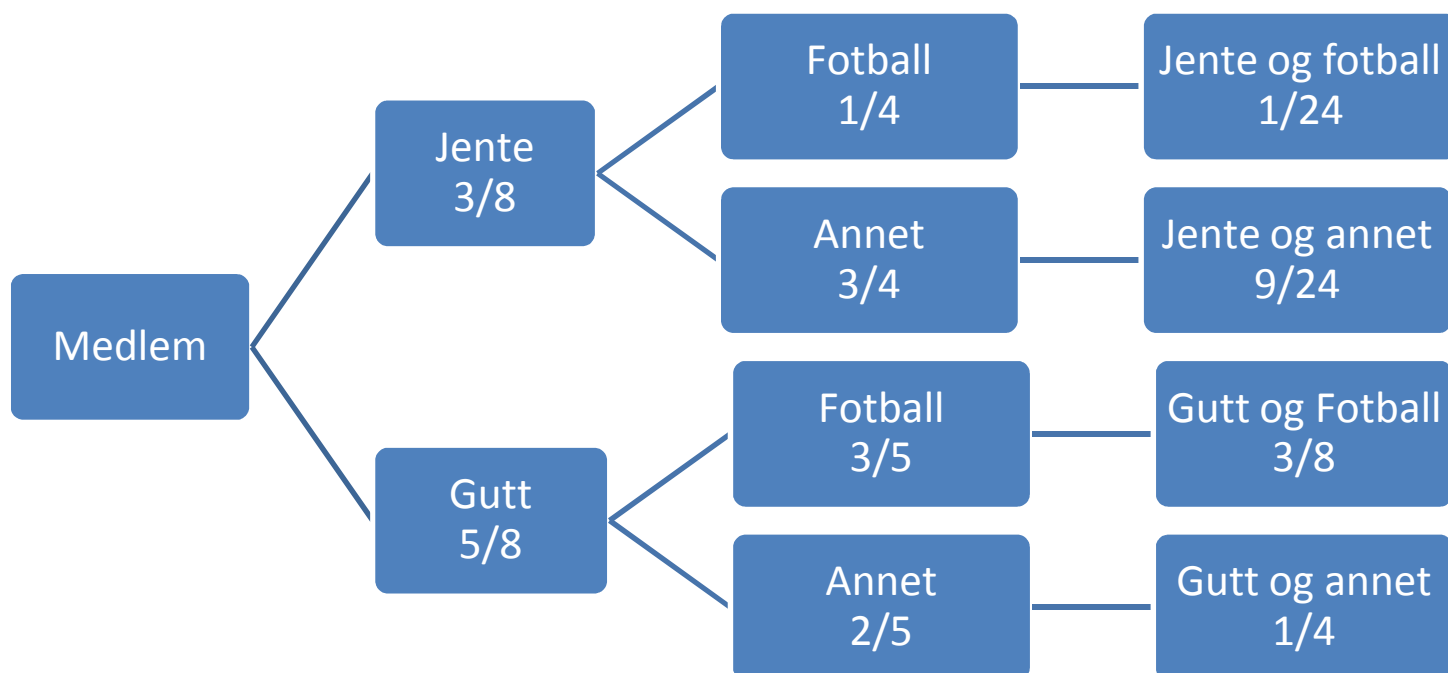 Medlem
Jente
3/8
Fotball
1/4
Jente og fotball
1/24
Annet
3/4
Jente og annet
9/24
Gutt
5/8
Fotball
3/5
Gutt og Fotball
3/8
Annet
2/5
Gutt og annet
1/4